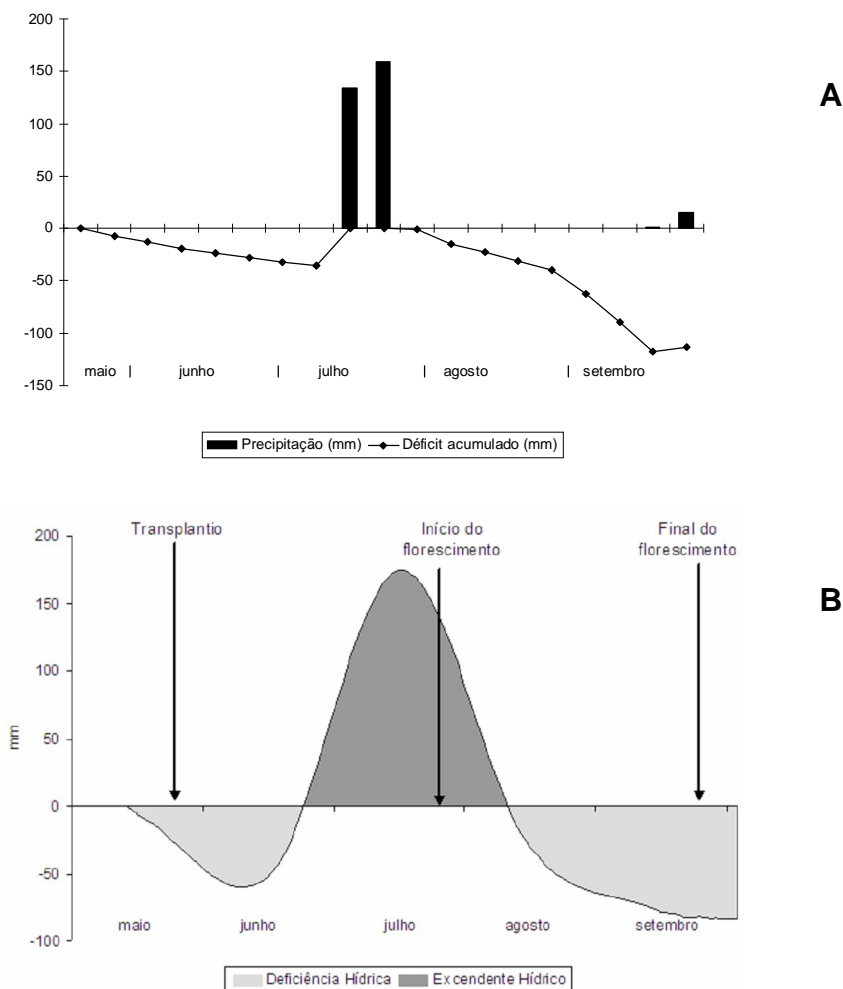 200
150
A
100
50
0
-50
-100
maio | junho | julho | agosto | setembro
-150
Precipitação (mm) Déficit acumulado (mm)
Transplantio Início do florescimento Final do florescimento
200
B
150
100
50
mm
0
-50
maio junho julho agosto setembro
-100
Deficiência Hídrica Excendente Hídrico